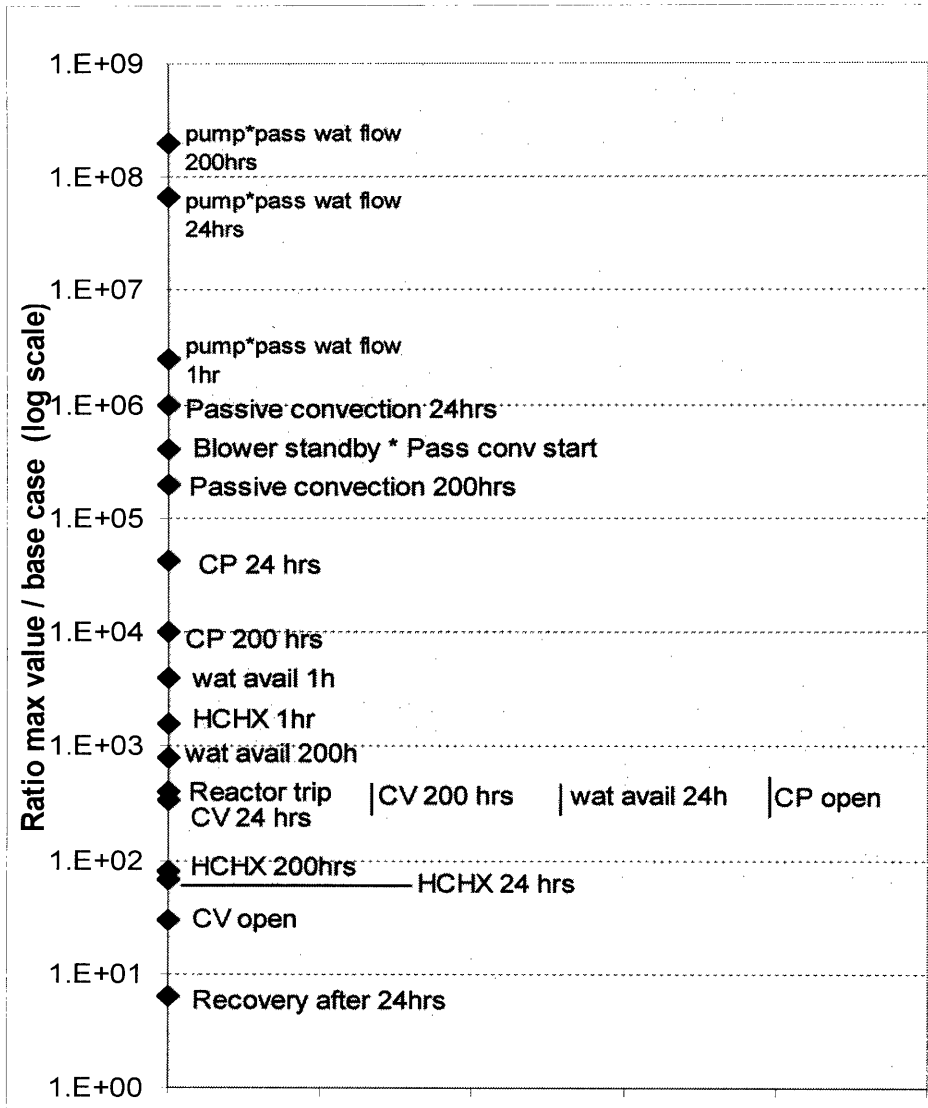 Ratio max value / base case (log scale)
1.E+09
pump*pass wat flow
200hrs
1.E+08
pump*pass wat flow
24hrs
1.E+07
pump*pass wat flow
1hr
1.E+06
Passive convection 24hrs
Blower standby * Pass conv start
Passive convection 200hrs
1.E+05
CP 24 hrs
1.E+04
CP 200 hrs
wat avail 1h
HCHX 1hr
1.E+03
wat avail 200h
Reactor trip
CV 24 hrs
CV 200 hrs
wat avail 24h
CP open
1.E+02
HCHX 200hrs
HCHX 24 hrs
CV open
1.E+01
Recovery after 24hrs
1.E+00